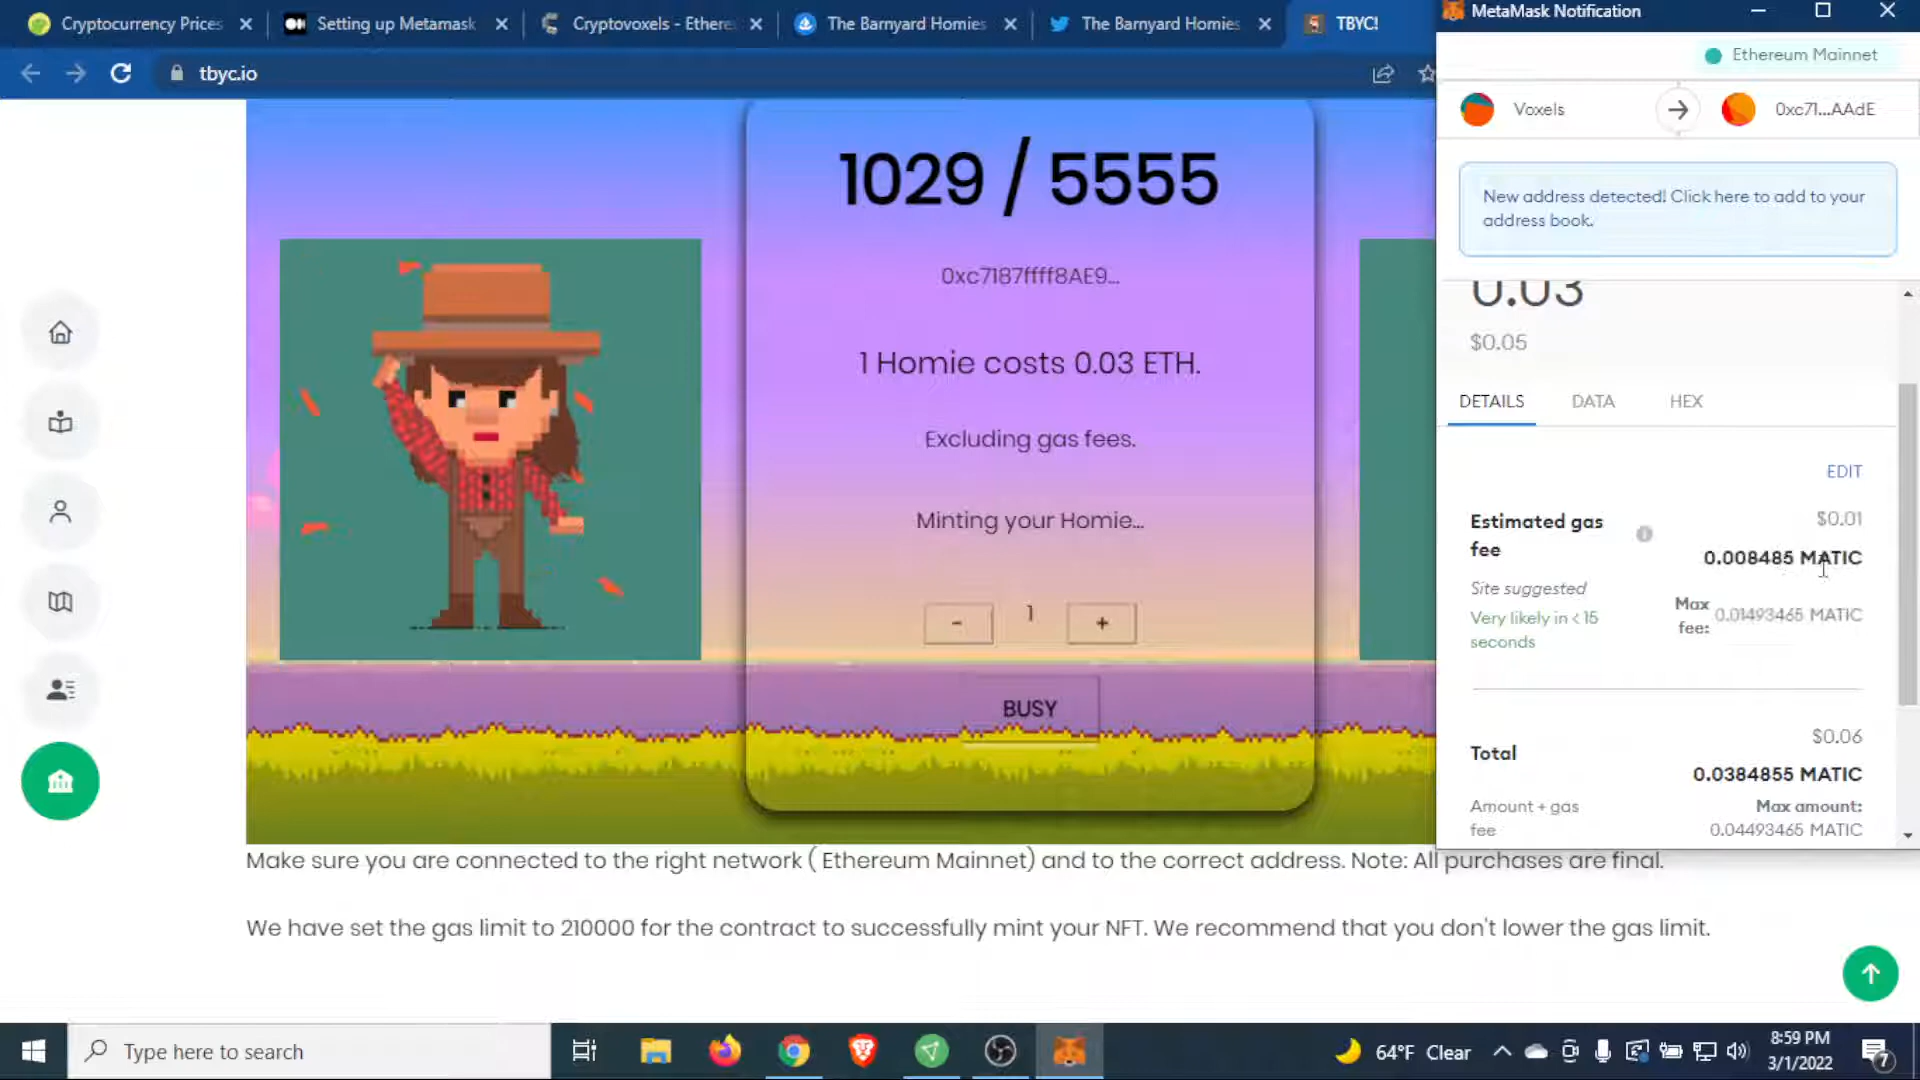 Cryptocurrency Prices
Setting up Metamask
Cryptovoxels - Ethere
The Barnyard Homies
The Barnyard Homies
TBYC!
MetaMask Notification
tbyc.io
Ethereum Mainnet
Voxels
0xc71...AAdE
New address detected! Click here to add to your
address book.
0.03
$0.05
DETAILS
DATA
HEX
EDIT
Estimated gas
fee
$0.01
0.008485 MATIC
Site suggested
Very likely in < 15
seconds
Max
fee:
0.01493465 MATIC
Total
$0.06
0.0384855 MATIC
Amount + gas
fee
Max amount:
0.04493465 MATIC
1029 / 5555
0xc7187ffff8AE9...
1 Homie costs 0.03 ETH.
Excluding gas fees.
Minting your Homie...
-
1
+
BUSY
Make sure you are connected to the right network ( Ethereum Mainnet) and to the correct address. Note: All purchases are final.
We have set the gas limit to 210000 for the contract to successfully mint your NFT. We recommend that you don't lower the gas limit.
Type here to search
64°F Clear
8:59 PM
3/1/2022
7